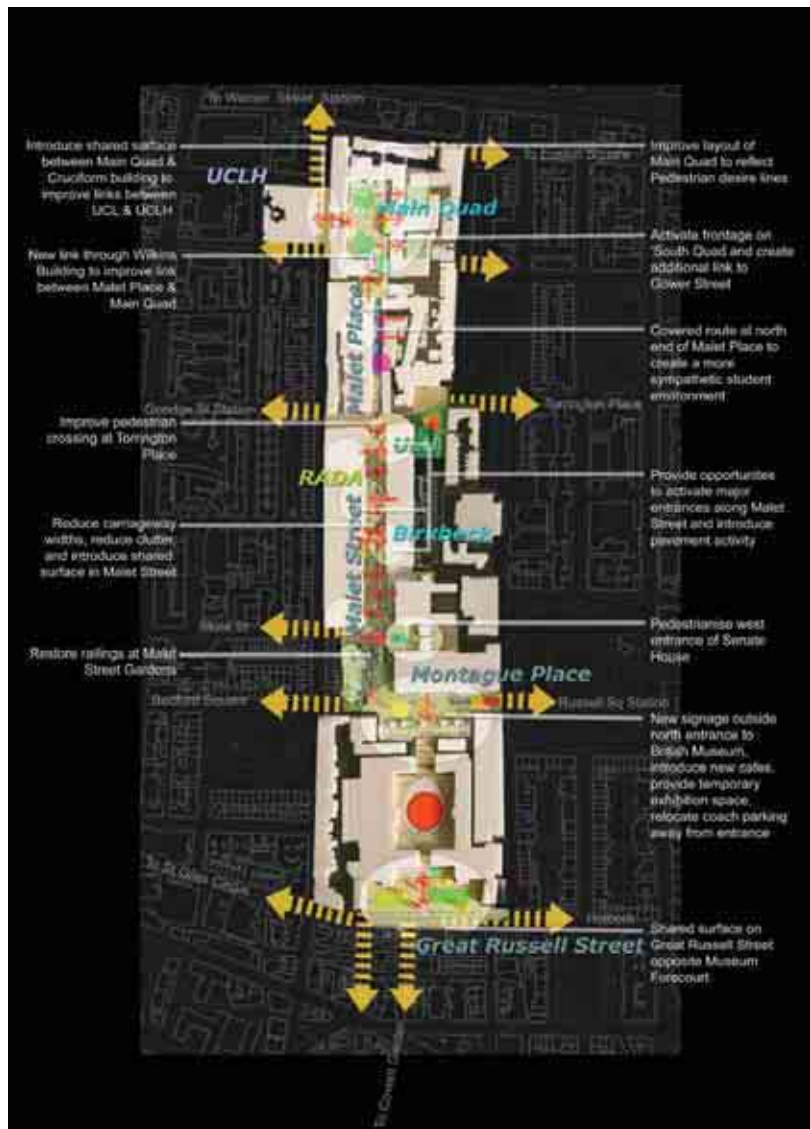 To Warren Street Station
Introduce shared surface
between Main Quad &
Cruciform building to
improve links between
UCL & UCLH
UCLH
Main Quad
To Euston Square
Improve layout of
Main Quad to reflect
Pedestrian desire lines
New link through Wilkins
Building to improve link
between Malet Place &
Main Quad
Activate frontage on
South Quad and create
additional link to
Gower Street
Malet Place
Covered route at north
end of Malet Place to
create a more
sympathetic student
environment
Goodge St Station
Torrington Place
Improve pedestrian
crossing at Torrington
Place
RADA
Malet Street
Birkbeck
Provide opportunities
to activate major
entrances along Malet
Street and introduce
pavement activity
Reduce carriageway
widths, reduce clutter,
and introduce shared
surface in Malet Street
Pedestrianise west
entrance of Senate
House
Restore railings at Malet
Street Gardens
Montague Place
Bedford Square
Russell Sq Station
New signage outside
north entrance to
British Museum,
introduce new cafes,
provide temporary
exhibition space,
relocate coach parking
away from entrance
To St Giles Circus
Holborn
Great Russell Street
Shared surface on
Great Russell Street
opposite Museum
Forecourt
To Covent Garden